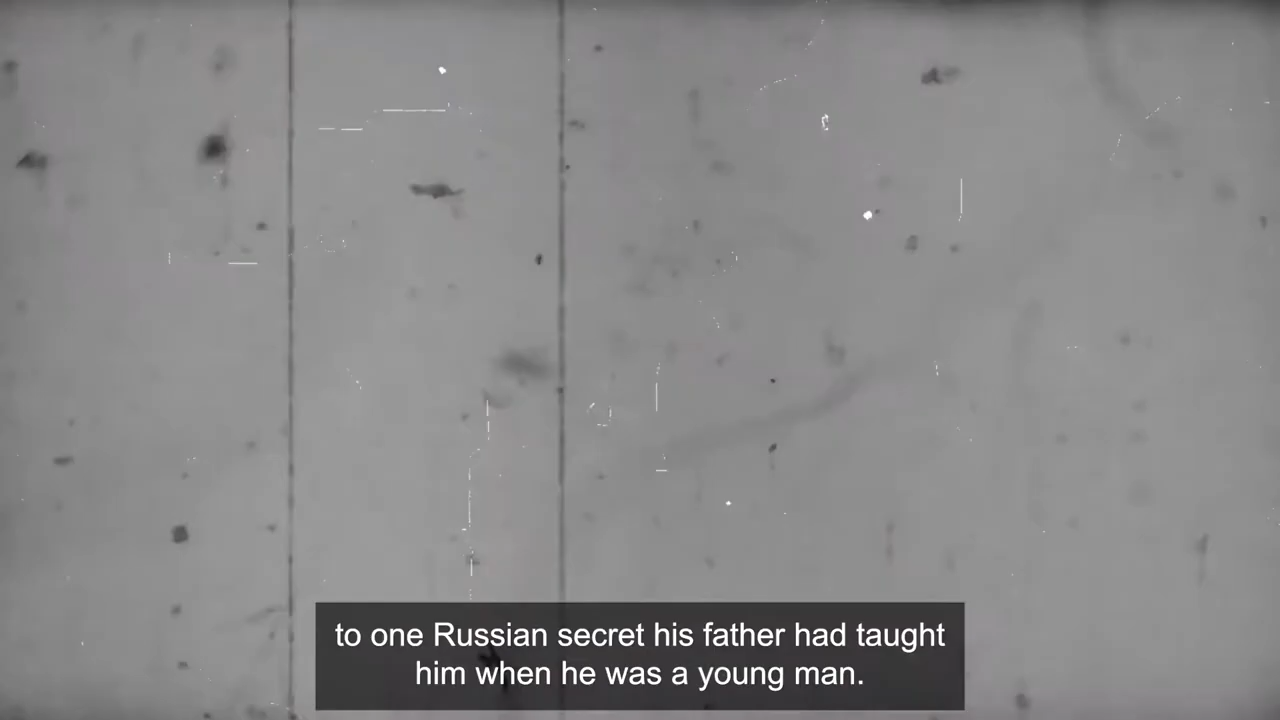 to one Russian secret his father had taught
him when he was a young man.